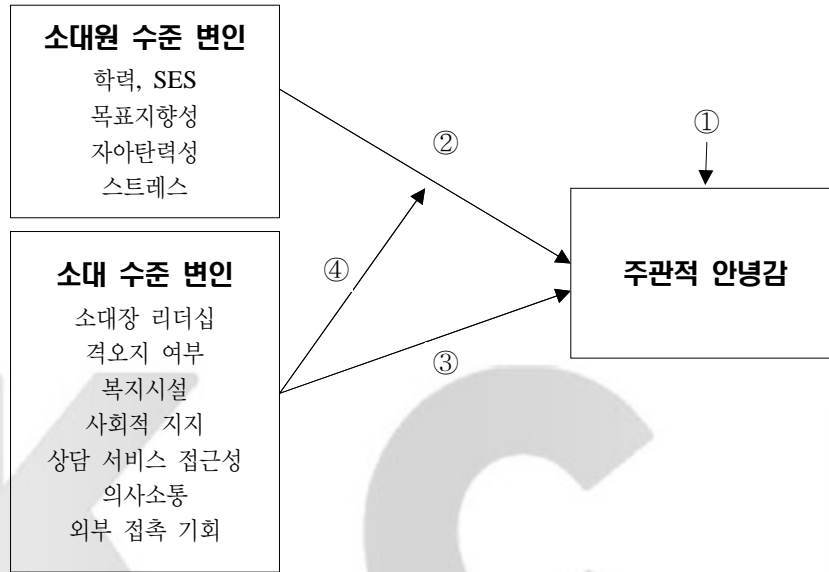 소대원 수준 변인
학력, SES
목표지향성
자아탄력성
스트레스
①
②
소대 수준 변인
소대장 리더십
격오지 여부
복지시설
사회적 지지
상담 서비스 접근성
의사소통
외부 접촉 기회
④
③
주관적 안녕감
K C